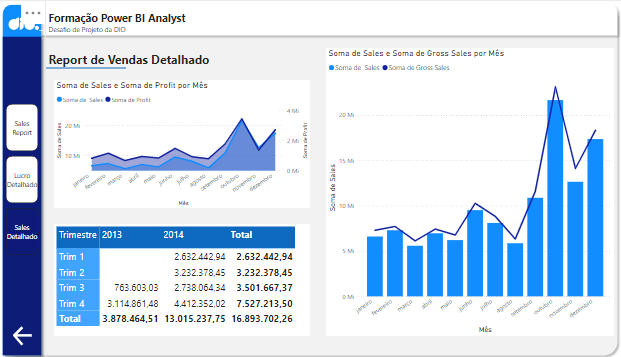 DIO.
Formação Power BI Analyst
Desafio de Projeto da DIO
Sales
Report
Lucro
Detalhado
Sales
Detalhado
Report de Vendas Detalhado
Soma de Sales e Soma de Profit por Mês
Soma de Sales Soma de Profit
Soma de Sales
20 Mi
10 Mi
4 Mi
2 Mi
0 Mi
Soma de Profit
janeiro
fevereiro
março
abril
maio
junho
julho
agosto
setembro
outubro
novembro
dezembro
Mês
Trimestre 2013 2014 Total
Trim 1 2.632.442,94 2.632.442,94
Trim 2 3.232.378,45 3.232.378,45
Trim 3 763.603,03 2.738.064,34 3.501.667,37
Trim 4 3.114.861,48 4.412.352,02 7.527.213,50
Total 3.878.464,51 13.015.237,75 16.893.702,26
Soma de Sales e Soma de Gross Sales por Mês
Soma de Sales Soma de Gross Sales
Soma de Sales
20 Mi
15 Mi
10 Mi
5 Mi
0 Mi
janeiro
fevereiro
março
abril
maio
junho
julho
agosto
setembro
outubro
novembro
dezembro
Mês